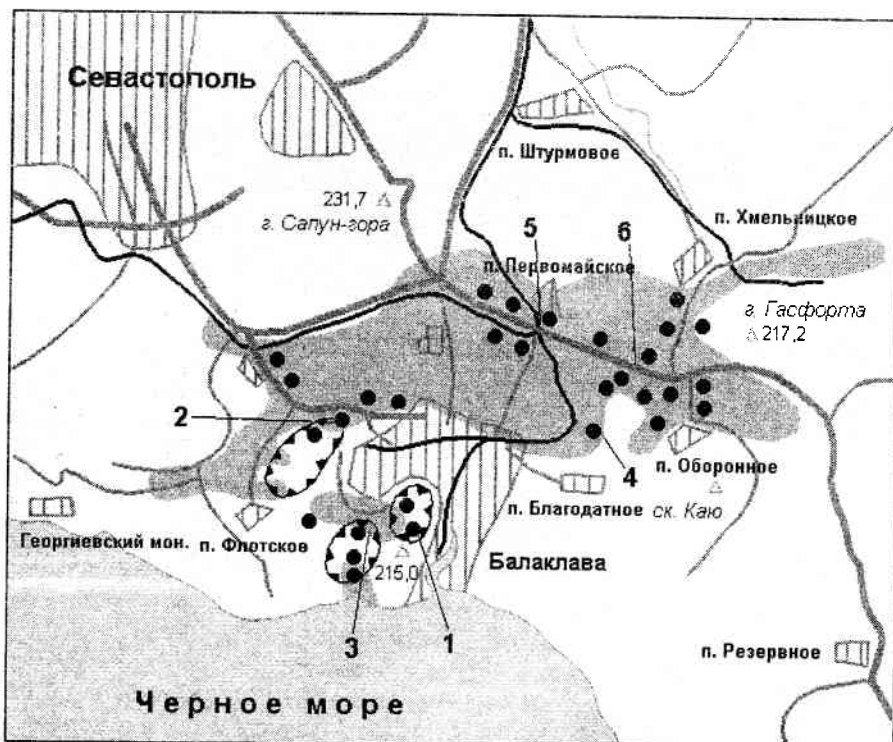 Севастополь
п. Штурмовое
231,7
г. Сапун-гора
5
6
п. Хмельницкое
п. Первомайское
г. Гасфорта
217,2
2
4
п. Оборонное
п. Благодатное
ск. Каю
Георгиевский мон.
п. Флотское
215,0
Балаклава
3
1
п. Резервное
Черное море